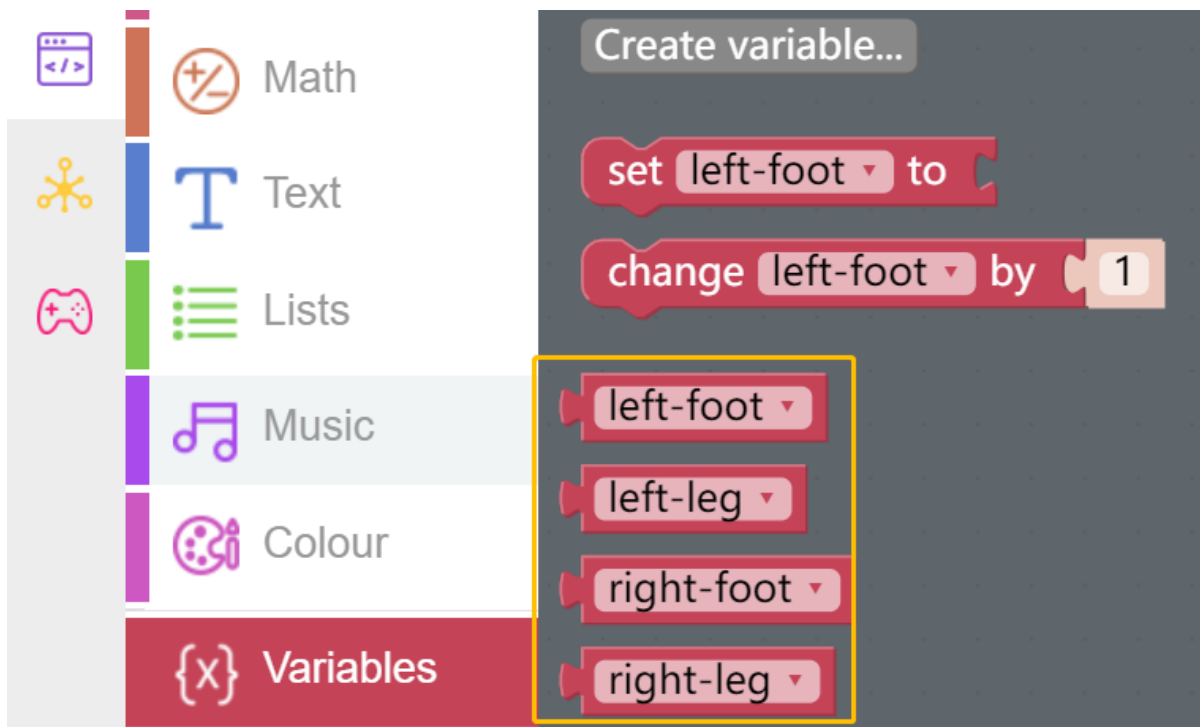 Math
Text
Lists
Music
Colour
Variables
Create variable...
set left-foot to
change left-foot by 1
left-foot
left-leg
right-foot
right-leg